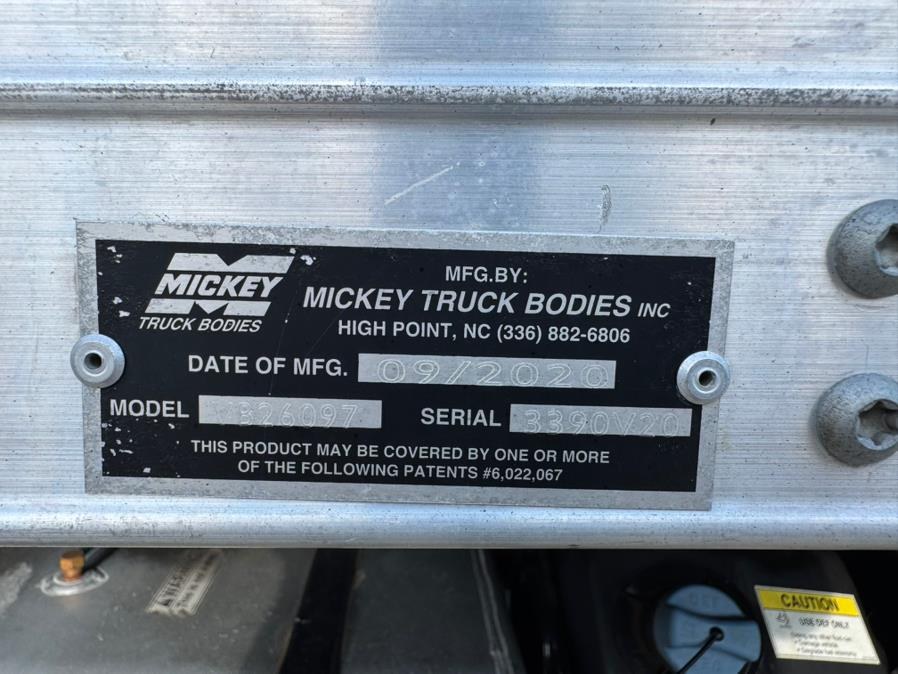 MICKEY
TRUCK BODIES
MFG.BY:
MICKEY TRUCK BODIES INC
HIGH POINT, NC (336) 882-6806
DATE OF MFG. 09/2020
MODEL
SERIAL 3390V20
THIS PRODUCT MAY BE COVERED BY ONE OR MORE
OF THE FOLLOWING PATENTS #6,022,067
DEF
CAUTION
USE DEF ONLY